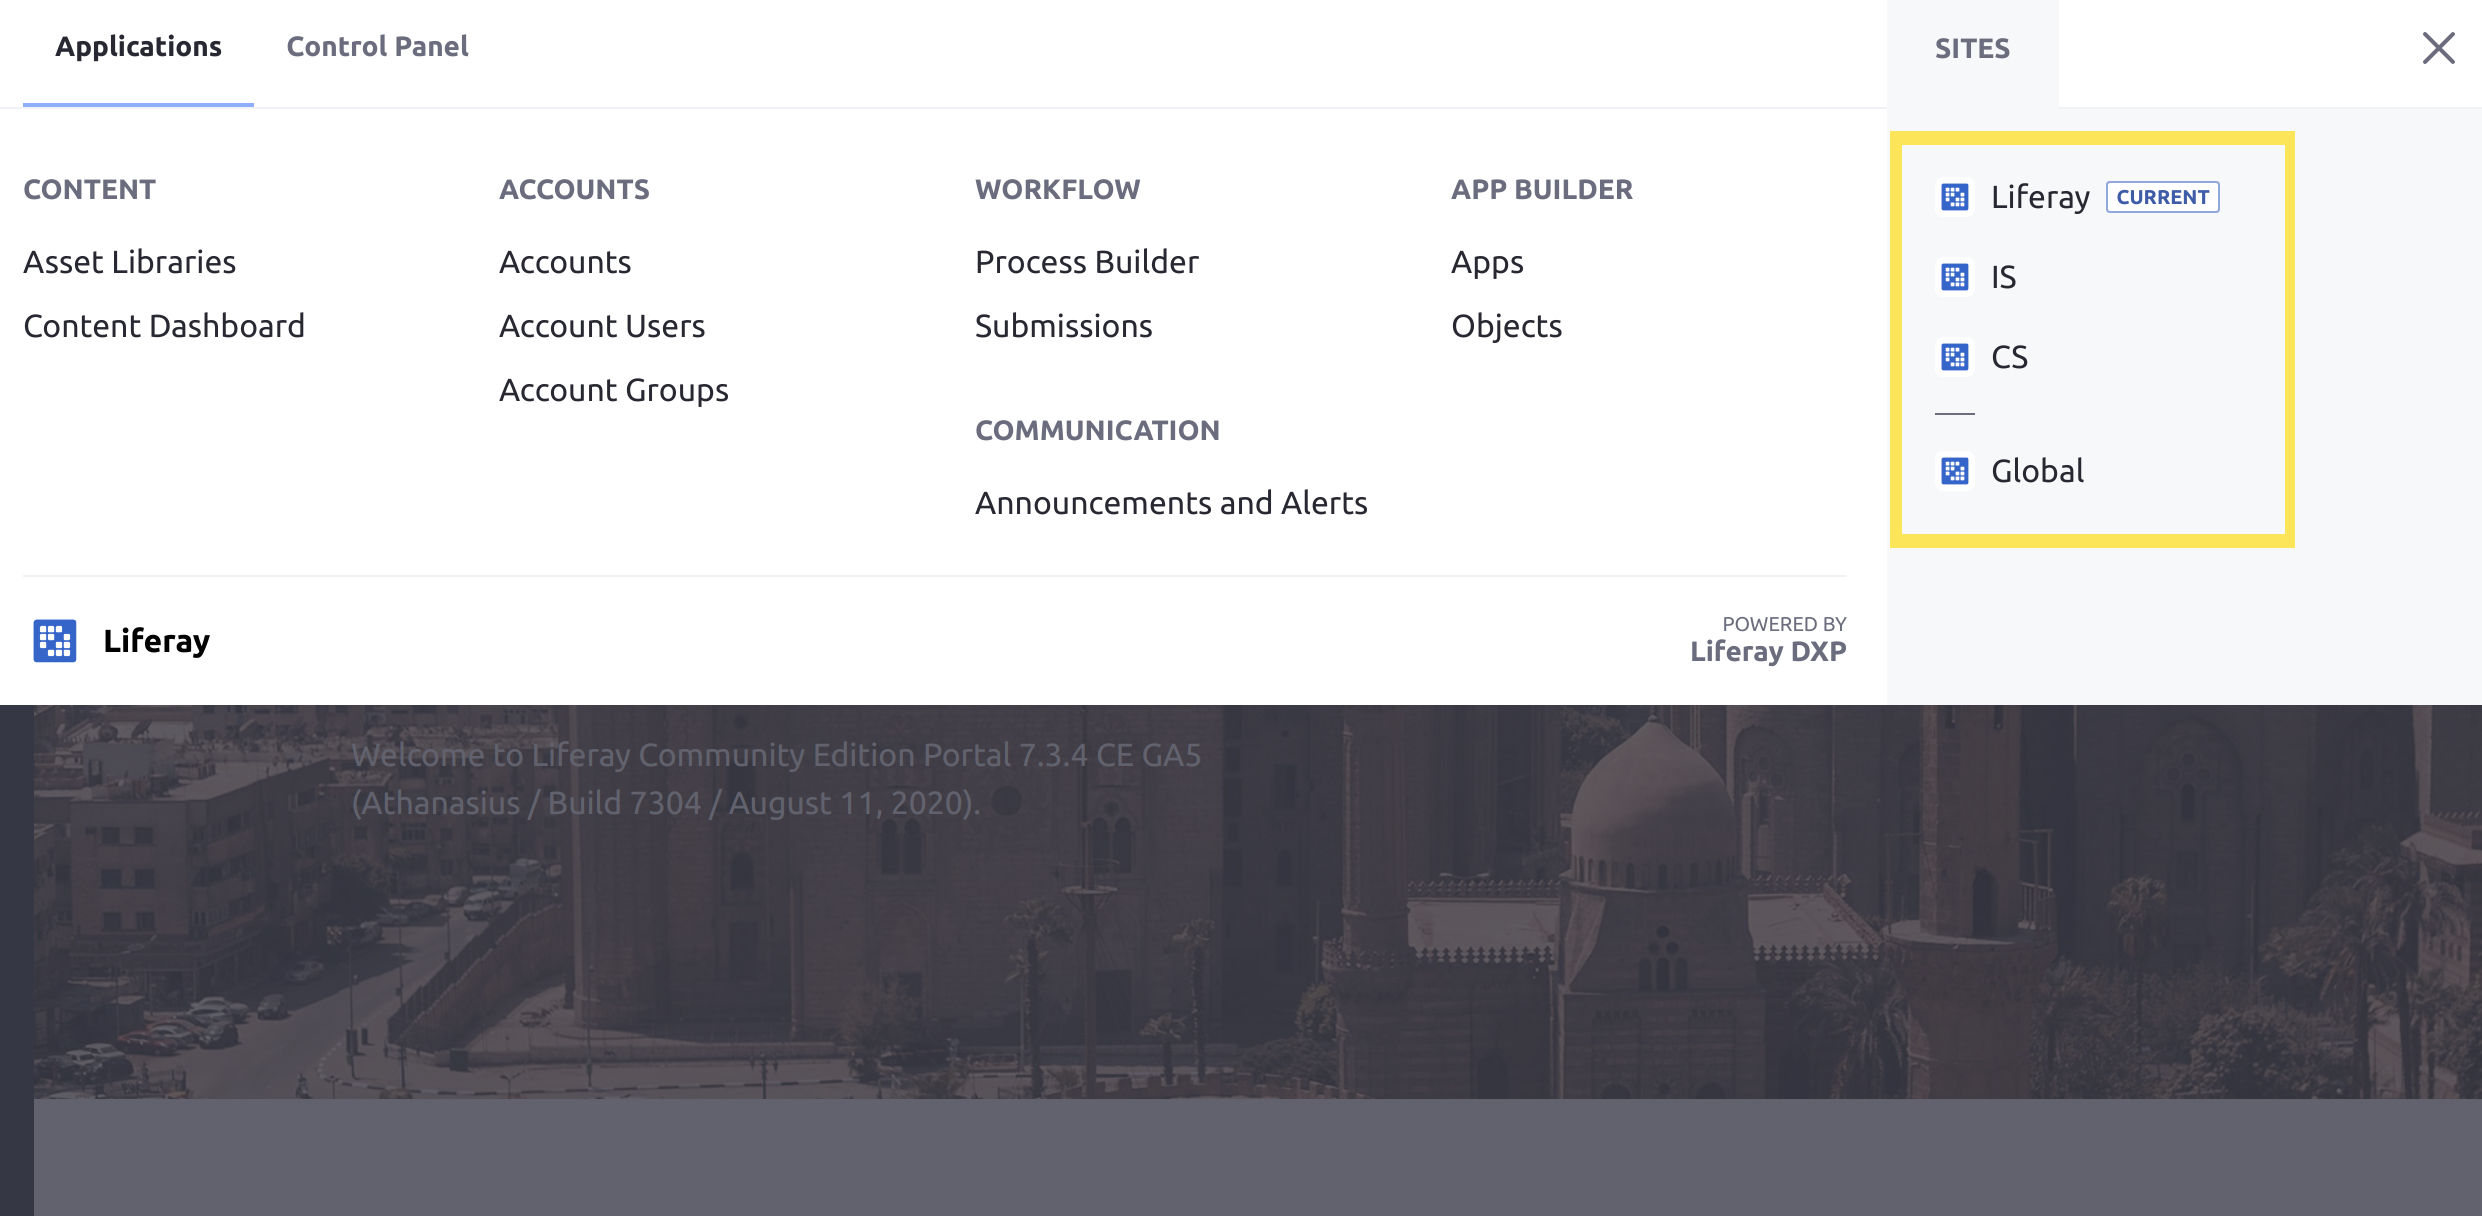 Applications
Control Panel
SITES
CONTENT
Asset Libraries
Content Dashboard
ACCOUNTS
Accounts
Account Users
Account Groups
WORKFLOW
Process Builder
Submissions
COMMUNICATION
Announcements and Alerts
APP BUILDER
Apps
Objects
Liferay CURRENT
IS
CS
Global
Liferay
POWERED BY
Liferay DXP
Welcome to Liferay Community Edition Portal 7.3.4 CE GA5
(Athanasius / Build 7304 / August 11, 2020).